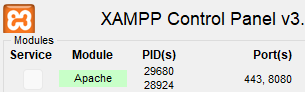 XAMPP Control Panel v3.
Modules
Service Module PID(s) Port(s)
Apache 29680 28924 443, 8080